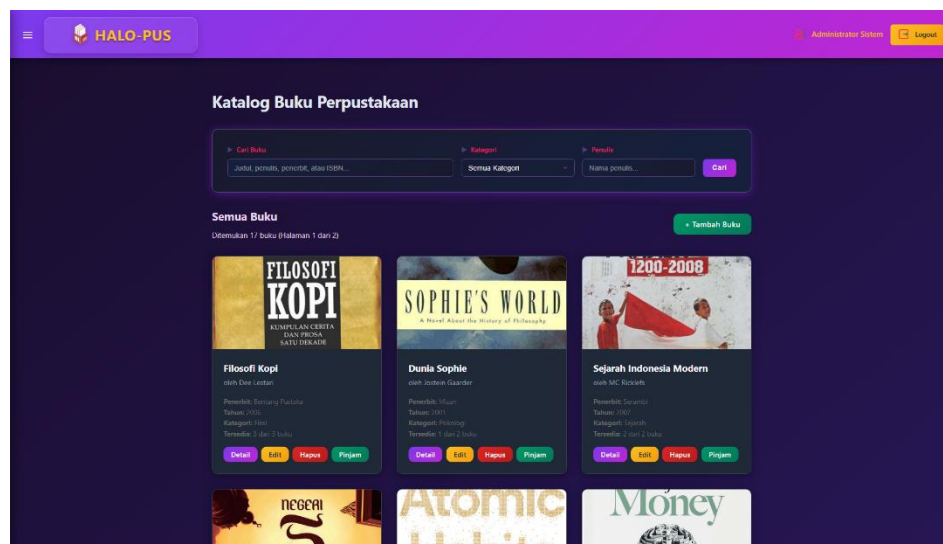 ☰ HALO-PUS
Administrator Sistem
Logout
Katalog Buku Perpustakaan
Cari Buku
Kategori
Penulis
Judul, penulis, penerbit, atau ISBN...
Semua Kategori
Nama penulis...
Cari
Semua Buku
Ditemukan 17 buku (Halaman 1 dari 2)
+ Tambah Buku
FILOSOFI
KOPI
KUMPULAN CERITA
DAN PROSA
SATU DEKADE
Filosofi Kopi
oleh Dee Lestari
Penerbit: Bentang Pustaka
Tahun: 2006
Kategori: Fiksi
Tersedia: 3 dari 3 buku
Detail Edit Hapus Pinjam
SOPHIE'S WORLD
A Novel About the History of Philosophy
Dunia Sophie
oleh Jostein Gaarder
Penerbit: Mizan
Tahun: 2001
Kategori: Psikologi
Tersedia: 1 dari 2 buku
Detail Edit Hapus Pinjam
1200-2008
Sejarah Indonesia Modern
oleh MC Ricklefs
Penerbit: Serambi
Tahun: 2007
Kategori: Sejarah
Tersedia: 2 dari 2 buku
Detail Edit Hapus Pinjam
NEGERI
5
Atomic
Habits
Money